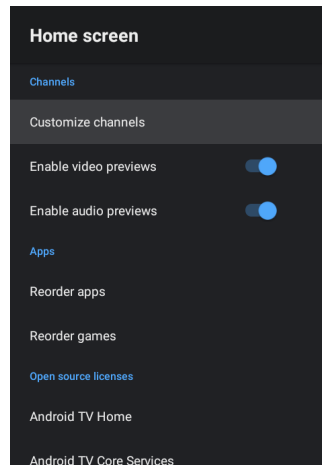 Home screen
Channels
Customize channels
Enable video previews
Enable audio previews
Apps
Reorder apps
Reorder games
Open source licenses
Android TV Home
Android TV Core Services